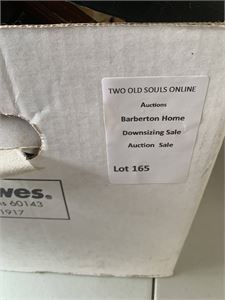 TWO OLD SOULS ONLINE
Auctions
Barberton Home
Downsizing Sale
Auction Sale
Lot 165
wes.®
s 60143
1917